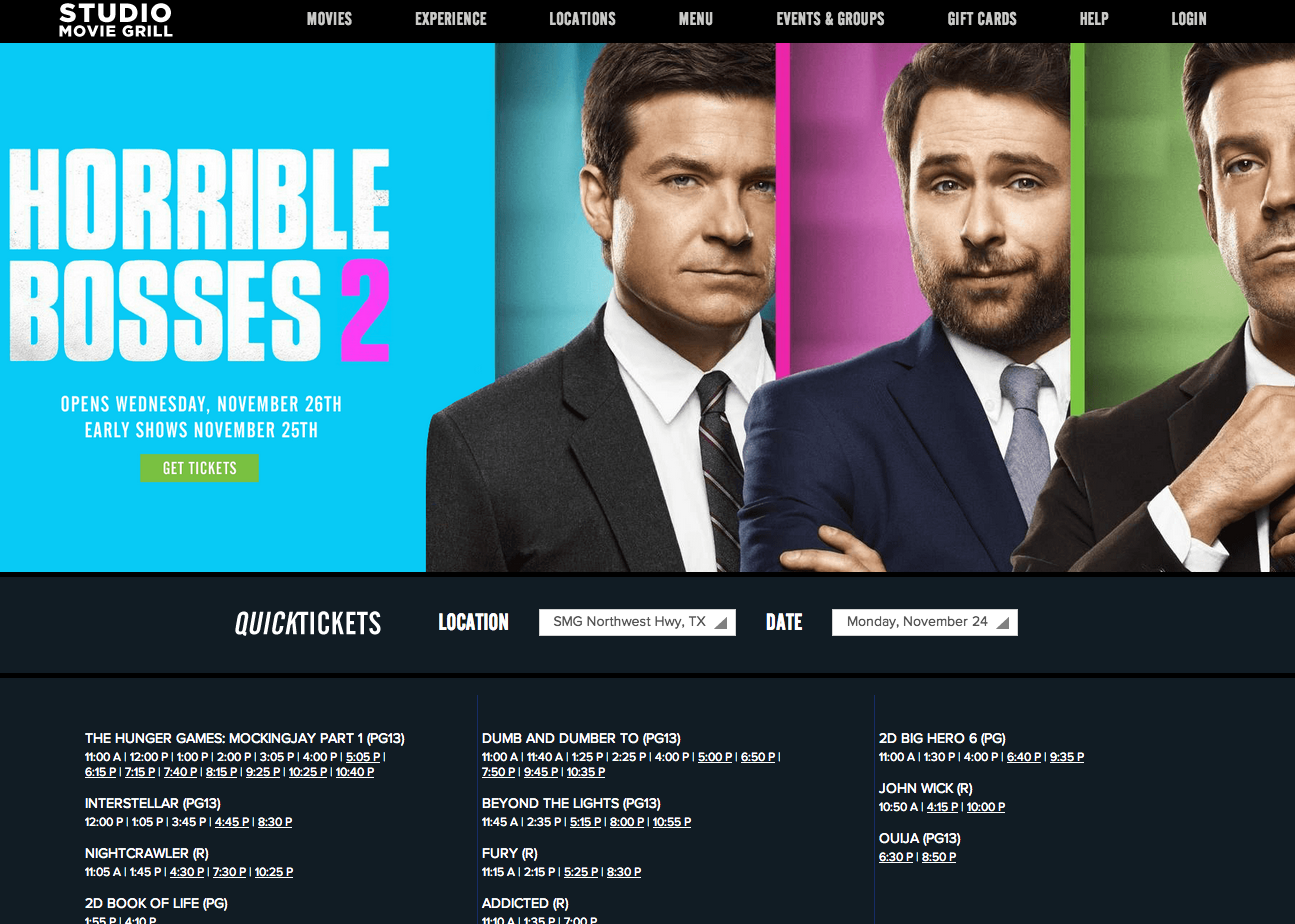 STUDIO
MOVIE GRILL
MOVIES
EXPERIENCE
LOCATIONS
MENU
EVENTS & GROUPS
GIFT CARDS
HELP
LOGIN
HORRIBLE
BOSSES 2
OPENS WEDNESDAY, NOVEMBER 26TH
EARLY SHOWS NOVEMBER 25TH
GET TICKETS
QUICKTICKETS
LOCATION
SMG Northwest Hwy, TX
DATE
Monday, November 24
THE HUNGER GAMES: MOCKINGJAY PART 1 (PG13)
11:00 A | 12:00 P | 1:00 P | 2:00 P | 3:05 P | 4:00 P | 5:05 P |
6:15 P | 7:15 P | 7:40 P | 8:15 P | 9:25 P | 10:25 P | 10:40 P
INTERSTELLAR (PG13)
12:00 P | 1:05 P | 3:45 P | 4:45 P | 8:30 P
NIGHTCRAWLER (R)
11:05 A | 1:45 P | 4:30 P | 7:30 P | 10:25 P
2D BOOK OF LIFE (PG)
1:55 P | 4:10 P
DUMB AND DUMBER TO (PG13)
11:00 A | 11:40 A | 1:25 P | 2:25 P | 4:00 P | 5:00 P | 6:50 P |
7:50 P | 9:45 P | 10:35 P
BEYOND THE LIGHTS (PG13)
11:45 A | 2:35 P | 5:15 P | 8:00 P | 10:55 P
FURY (R)
11:15 A | 2:15 P | 5:25 P | 8:30 P
ADDICTED (R)
11:10 A | 1:35 P | 7:00 P
2D BIG HERO 6 (PG)
11:00 A | 1:30 P | 4:00 P | 6:40 P | 9:35 P
JOHN WICK (R)
10:50 A | 4:15 P | 10:00 P
OUIJA (PG13)
6:30 P | 8:50 P